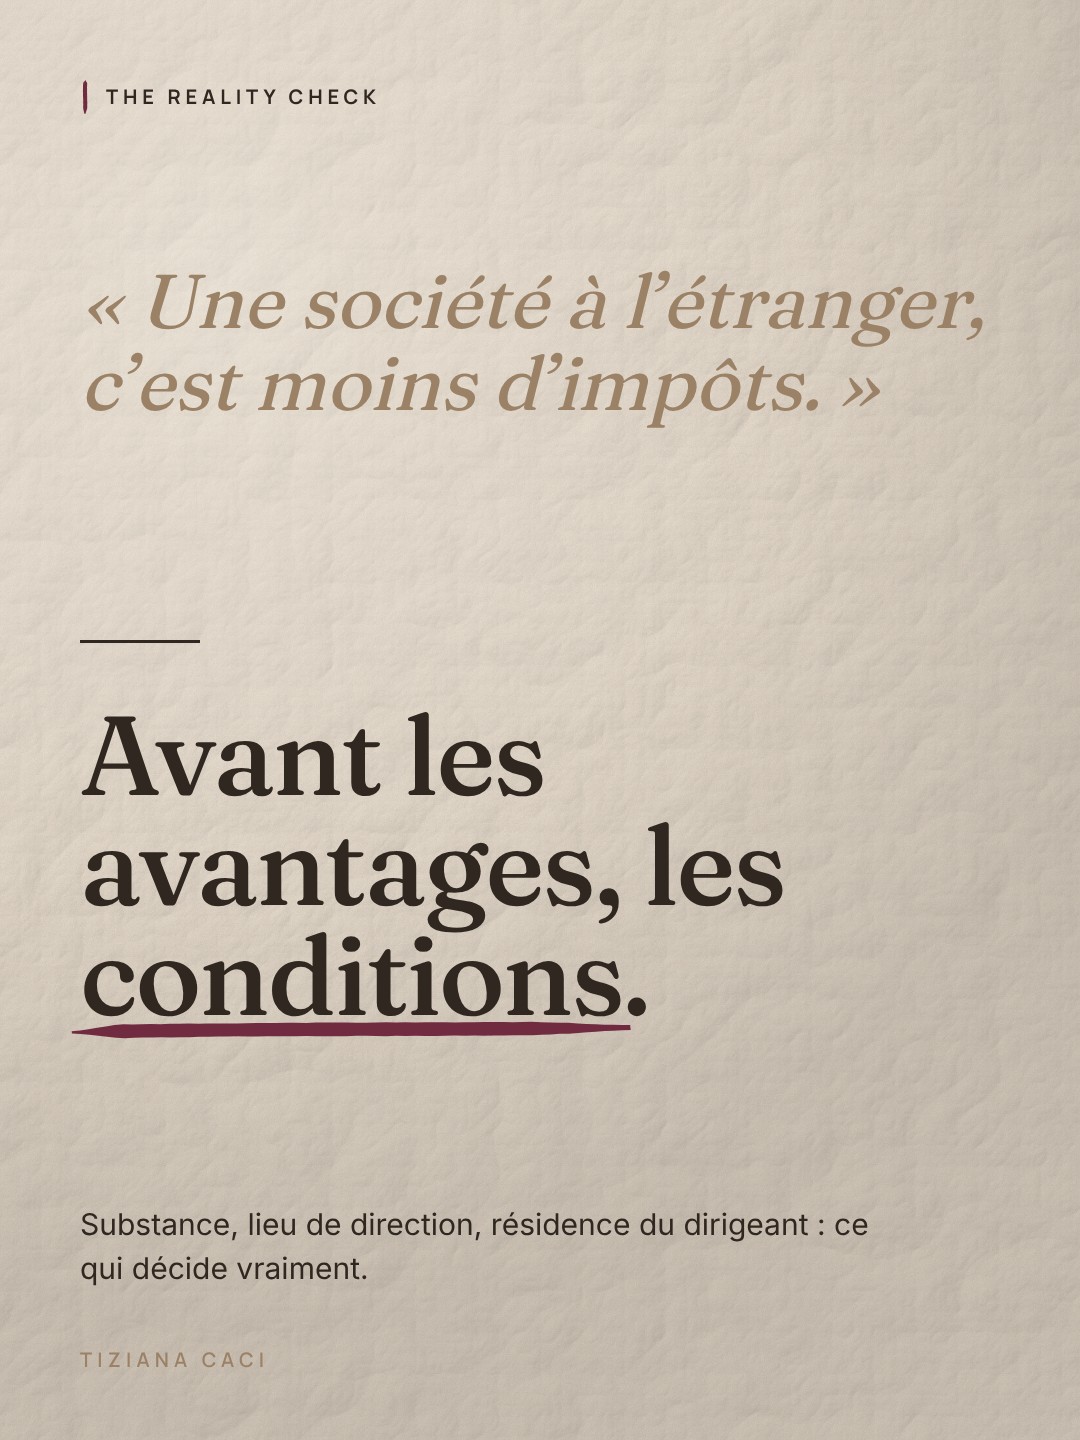 THE REALITY CHECK
« Une société à l’étranger,
c’est moins d’impôts. »
Avant les
avantages, les
conditions.
Substance, lieu de direction, résidence du dirigeant : ce
qui décide vraiment.
TIZIANA CACI